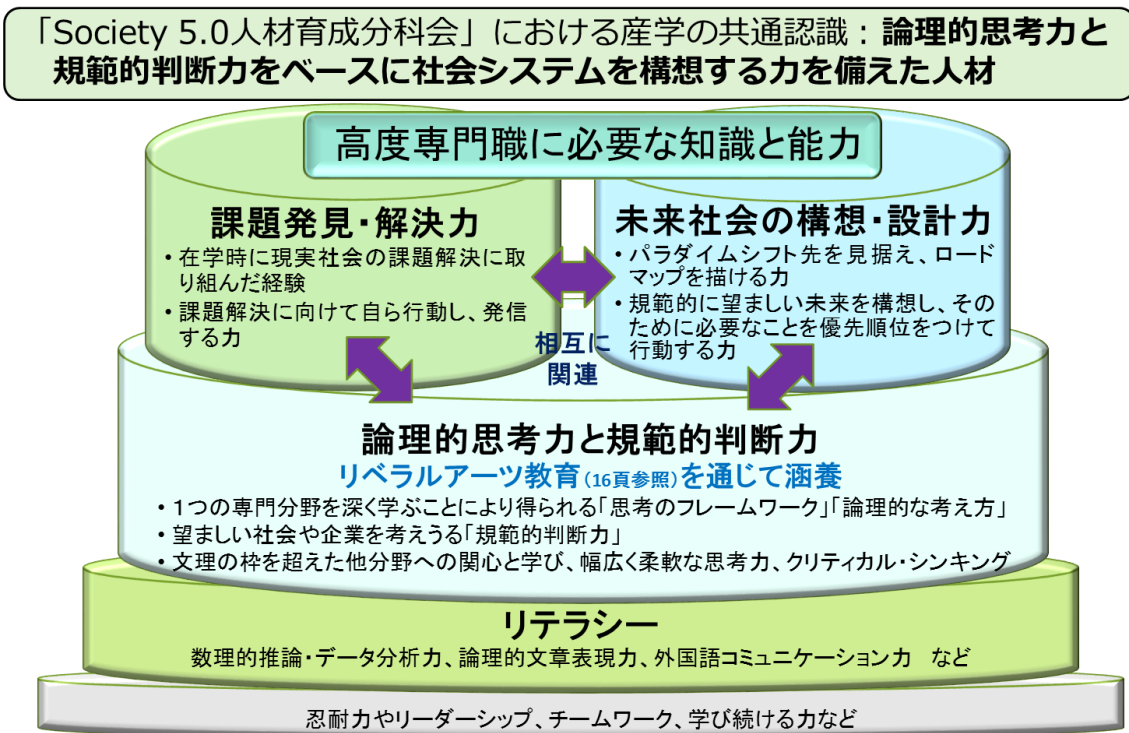 「Society 5.0人材育成分科会」における産学の共通認識：論理的思考力と
規範的判断力をベースに社会システムを構想する力を備えた人材
高度専門職に必要な知識と能力
課題発見・解決力
・在学時に現実社会の課題解決に取
り組んだ経験
・課題解決に向けて自ら行動し、発信
する力
未来社会の構想・設計力
・パラダイムシフト先を見据え、ロード
マップを描ける力
・規範的に望ましい未来を構想し、その
ために必要なことを優先順位をつけて
行動する力
相互に
関連
論理的思考力と規範的判断力
リベラルアーツ教育（16頁参照）を通じて涵養
・１つの専門分野を深く学ぶことにより得られる「思考のフレームワーク」「論理的な考え方」
・望ましい社会や企業を考えうる「規範的判断力」
・文理の枠を超えた他分野への関心と学び、幅広く柔軟な思考力、クリティカル・シンキング
リテラシー
数理的推論・データ分析力、論理的文章表現力、外国語コミュニケーション力　など
忍耐力やリーダーシップ、チームワーク、学び続ける力など